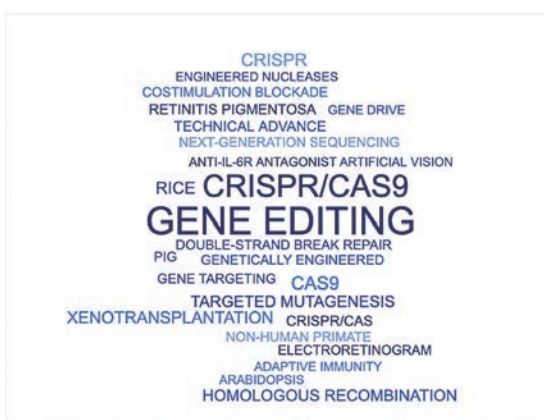 CRISPR
ENGINEERED NUCLEASES
COSTIMULATION BLOCKADE
RETINITIS PIGMENTOSA GENE DRIVE
TECHNICAL ADVANCE
NEXT-GENERATION SEQUENCING
ANTI-IL-6R ANTAGONIST ARTIFICIAL VISION
RICE CRISPR/CAS9
GENE EDITING
DOUBLE-STRAND BREAK REPAIR
PIG GENETICALLY ENGINEERED
GENE TARGETING CAS9
TARGETED MUTAGENESIS
XENOTRANSPLANTATION CRISPR/CAS
NON-HUMAN PRIMATE
ELECTRORETINOGRAM
ADAPTIVE IMMUNITY
ARABIDOPSIS
HOMOLOGOUS RECOMBINATION